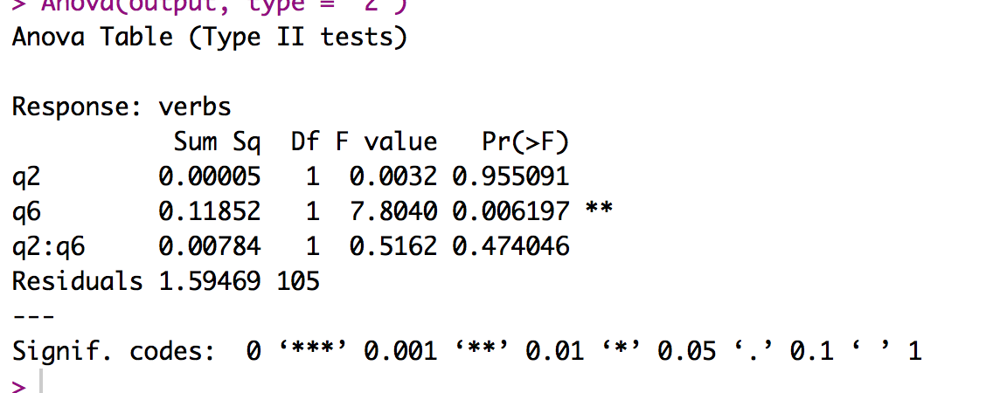 > Anova(output, type = "2")
Anova Table (Type II tests)
Response: verbs
Sum Sq Df F value Pr(>F)
q2 0.00005 1 0.0032 0.955091
q6 0.11852 1 7.8040 0.006197 **
q2:q6 0.00784 1 0.5162 0.474046
Residuals 1.59469 105
---
Signif. codes: 0 ‘***’ 0.001 ‘**’ 0.01 ‘*’ 0.05 ‘.’ 0.1 ‘ ’ 1
>